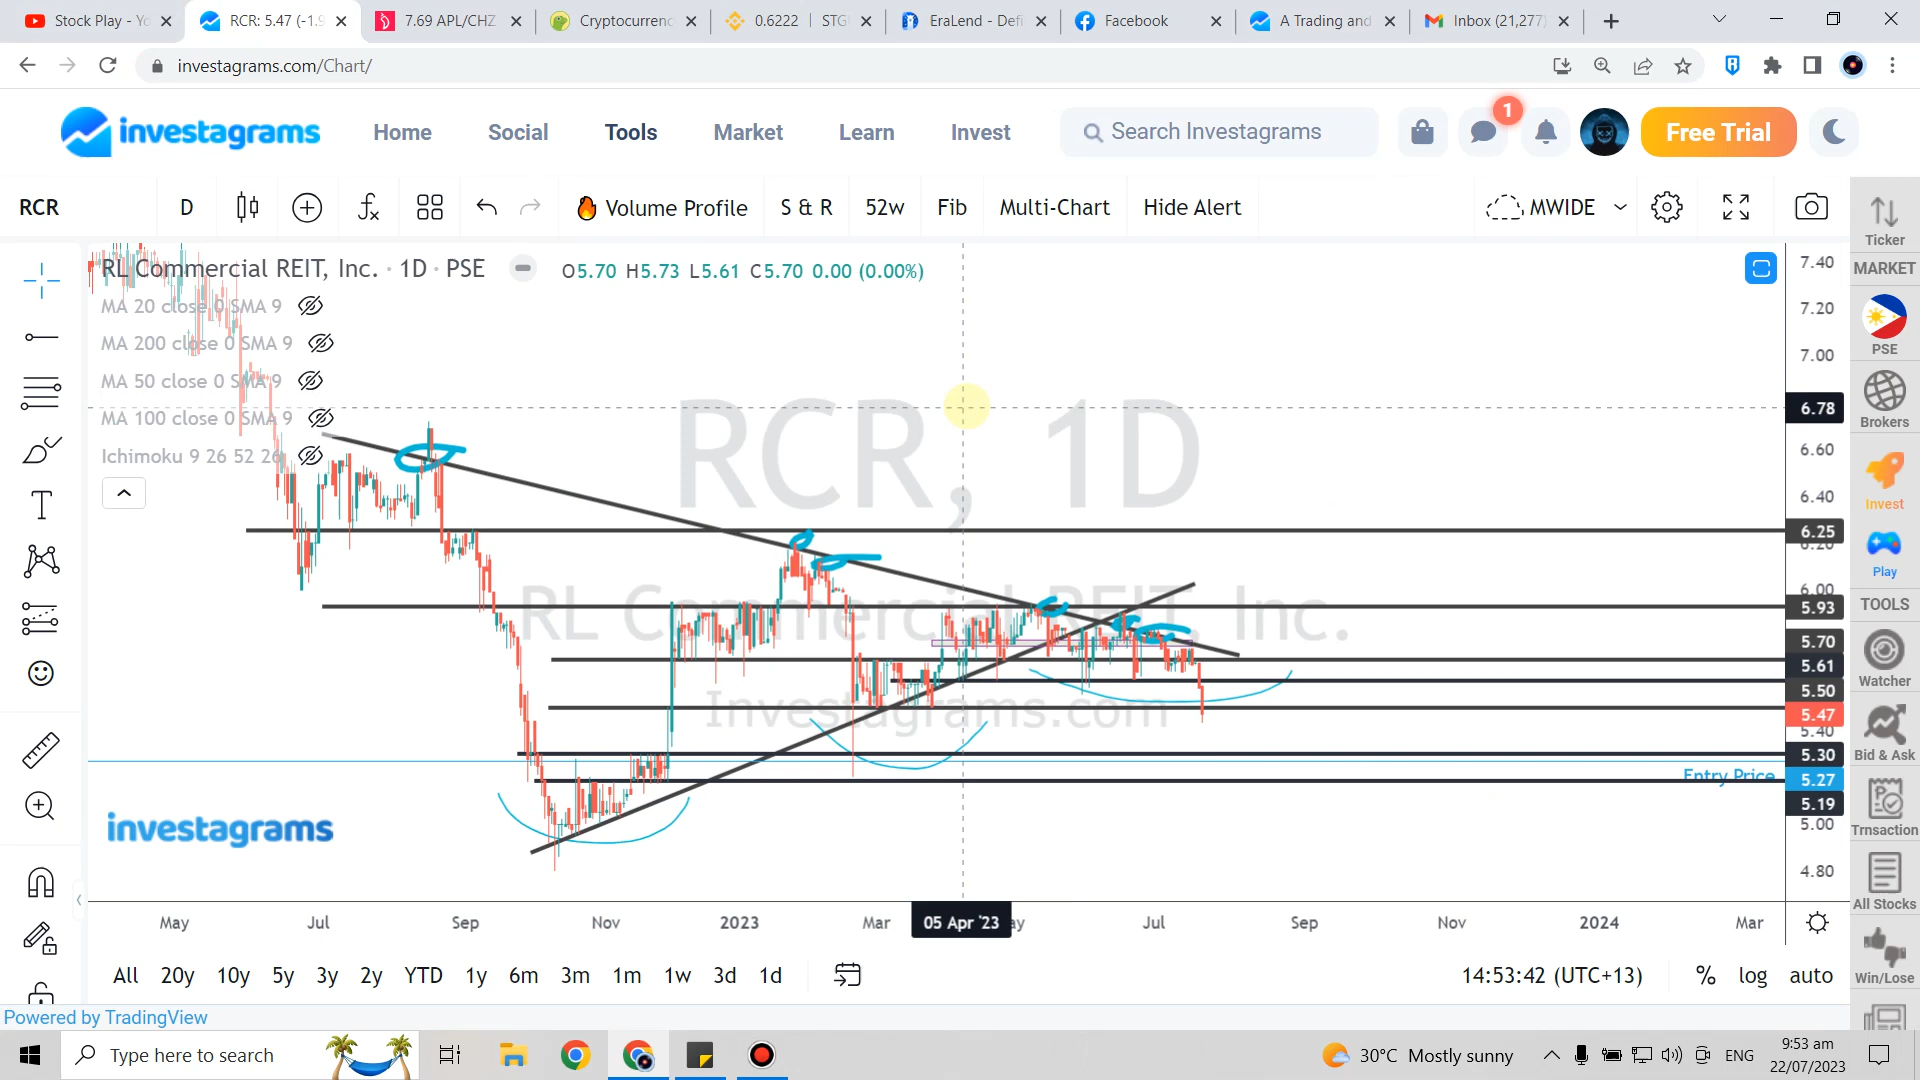 Stock Play - Yo
RCR: 5.47 (-1.9
7.69 APL/CHZ
Cryptocurrenc
0.6222 | STG
EraLend - Defi
Facebook
A Trading and
Inbox (21,277)
investagrams.com/Chart/
investagrams
Home
Social
Tools
Market
Learn
Invest
Search Investagrams
1
Free Trial
RCR
D
Volume Profile
S & R
52w
Fib
Multi-Chart
Hide Alert
MWIDE
RL Commercial REIT, Inc. · 1D · PSE
O5.70 H5.73 L5.61 C5.70 0.00 (0.00%)
MA 20 close 0 SMA 9
MA 200 close 0 SMA 9
MA 50 close 0 SMA 9
MA 100 close 0 SMA 9
Ichimoku 9 26 52 26
RCR, 1D
RL Commercial REIT, Inc.
Investagrams.com
investagrams
Entry Price
7.40
7.20
7.00
6.78
6.60
6.40
6.25
6.20
6.00
5.93
5.70
5.61
5.50
5.47
5.40
5.30
5.27
5.19
5.00
4.80
May
Jul
Sep
Nov
2023
Mar
05 Apr '23
ay
Jul
Sep
Nov
2024
Mar
All
20y
10y
5y
3y
2y
YTD
1y
6m
3m
1m
1w
3d
1d
14:53:42 (UTC+13)
%
log
auto
Powered by TradingView
Ticker
MARKET
PSE
Brokers
Invest
Play
TOOLS
Watcher
Bid & Ask
Trnsaction
All Stocks
Win/Lose
Type here to search
30°C Mostly sunny
ENG
9:53 am
22/07/2023